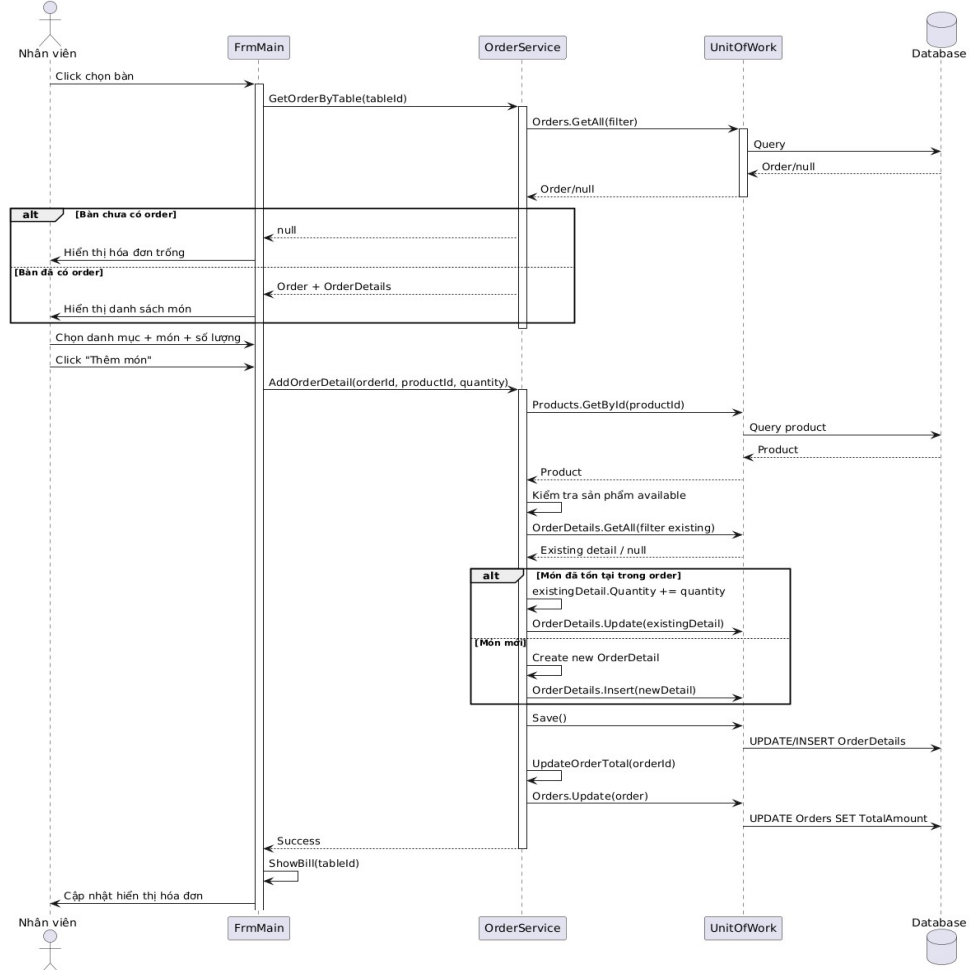 Nhân viên
FrmMain
OrderService
UnitOfWork
Database
Click chọn bàn
GetOrderByTable(tableId)
Orders.GetAll(filter)
Query
Order/null
Order/null
alt [Bàn chưa có order]
null
Hiển thị hóa đơn trống
[Bàn đã có order]
Order + OrderDetails
Hiển thị danh sách món
Chọn danh mục + món + số lượng
Click "Thêm món"
AddOrderDetail(orderId, productId, quantity)
Products.GetById(productId)
Query product
Product
Product
Kiểm tra sản phẩm available
OrderDetails.GetAll(filter existing)
Existing detail / null
alt [Món đã tồn tại trong order]
existingDetail.Quantity += quantity
OrderDetails.Update(existingDetail)
[Món mới]
Create new OrderDetail
OrderDetails.Insert(newDetail)
Save()
UPDATE/INSERT OrderDetails
UpdateOrderTotal(orderId)
Orders.Update(order)
UPDATE Orders SET TotalAmount
Success
ShowBill(tableId)
Cập nhật hiển thị hóa đơn
Nhân viên
FrmMain
OrderService
UnitOfWork
Database